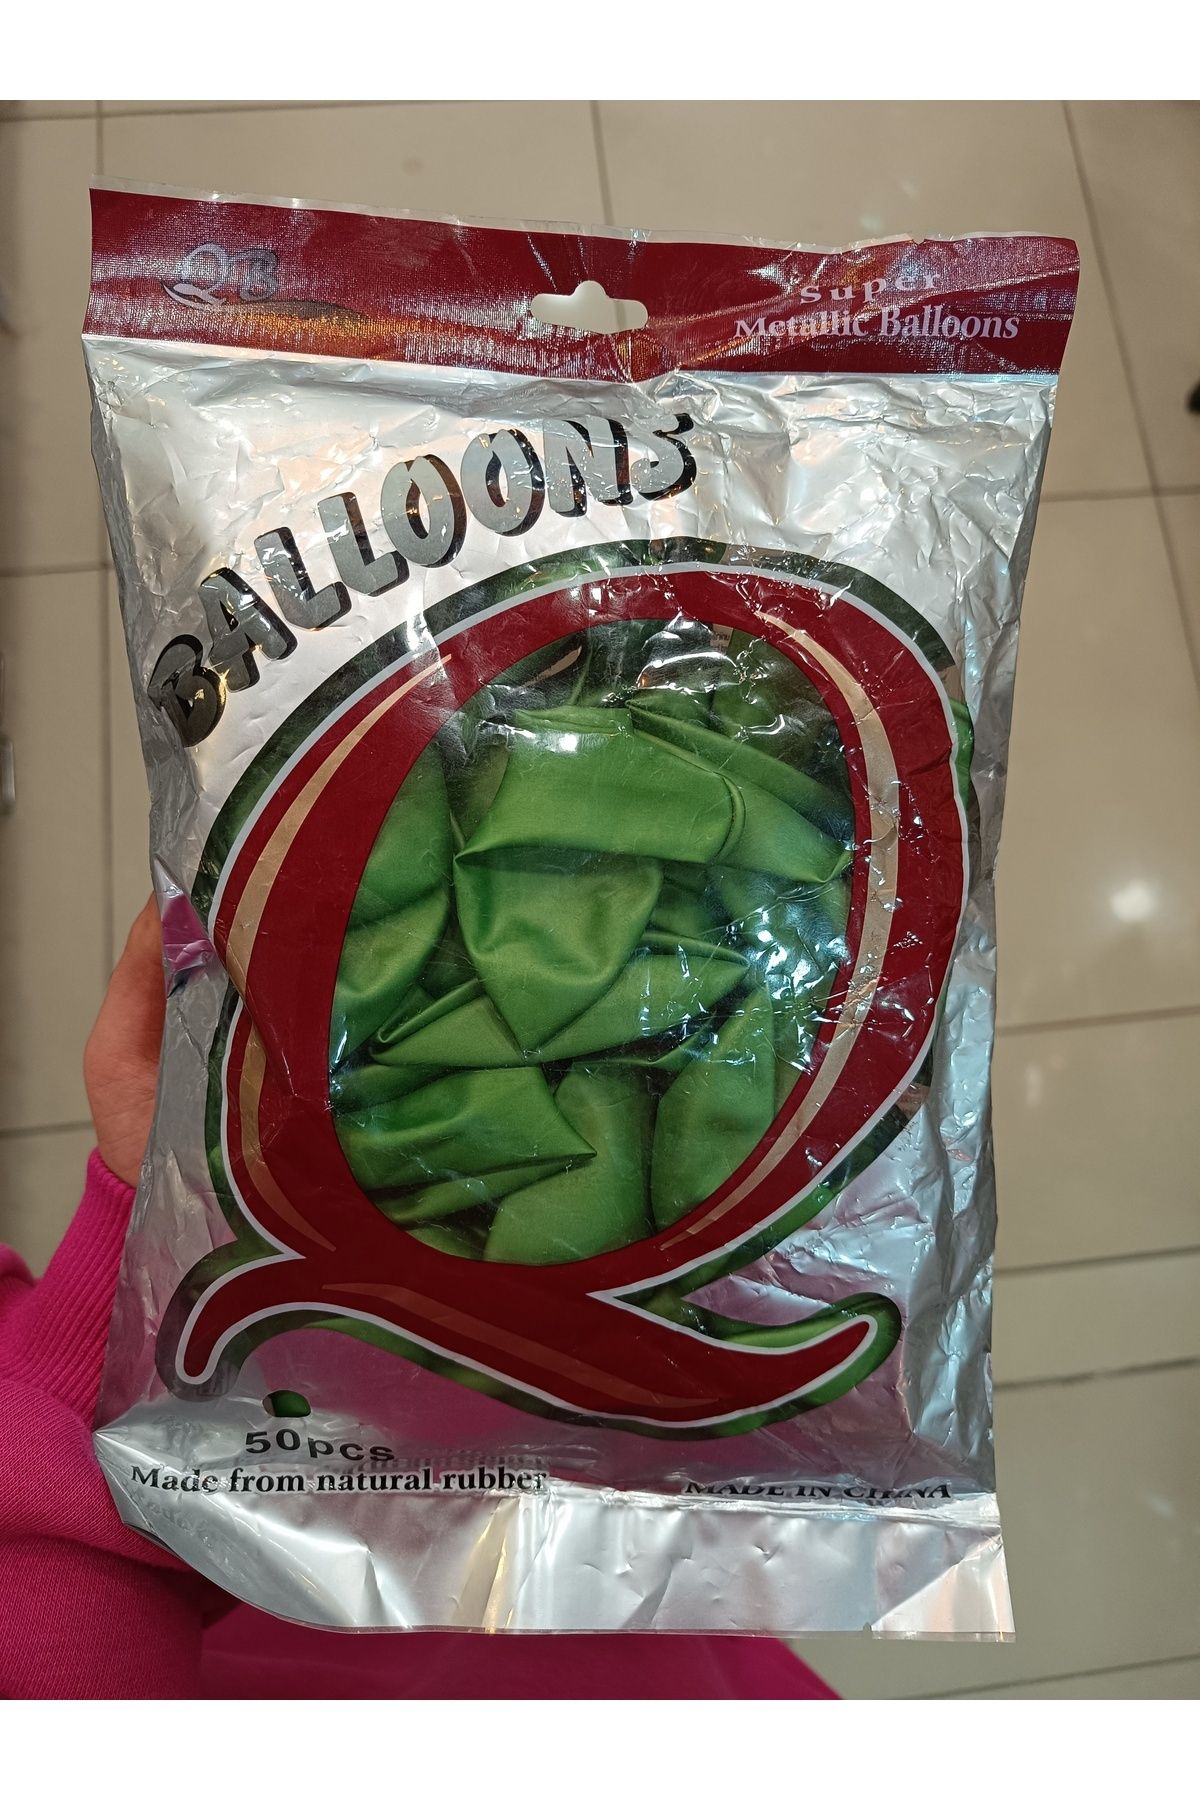 QB
Super
Metallic Balloons
BALLOONS
Q
50pcs
Made from natural rubber
MADE IN CHINA